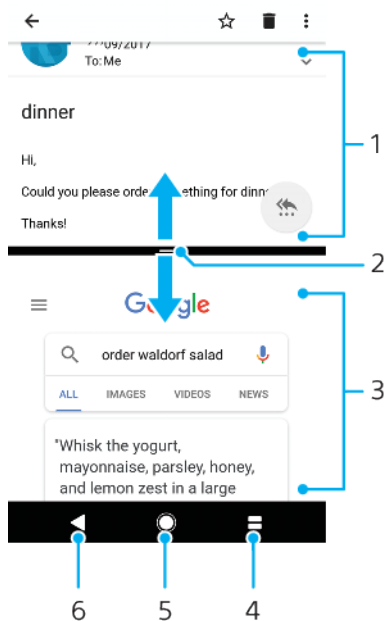 09/2017
To: Me
dinner
Hi,
Could you please orde ething for dinn
Thanks!
1
2
Google
order waldorf salad
ALL IMAGES VIDEOS NEWS
3
"Whisk the yogurt,
mayonnaise, parsley, honey,
and lemon zest in a large
6 5 4